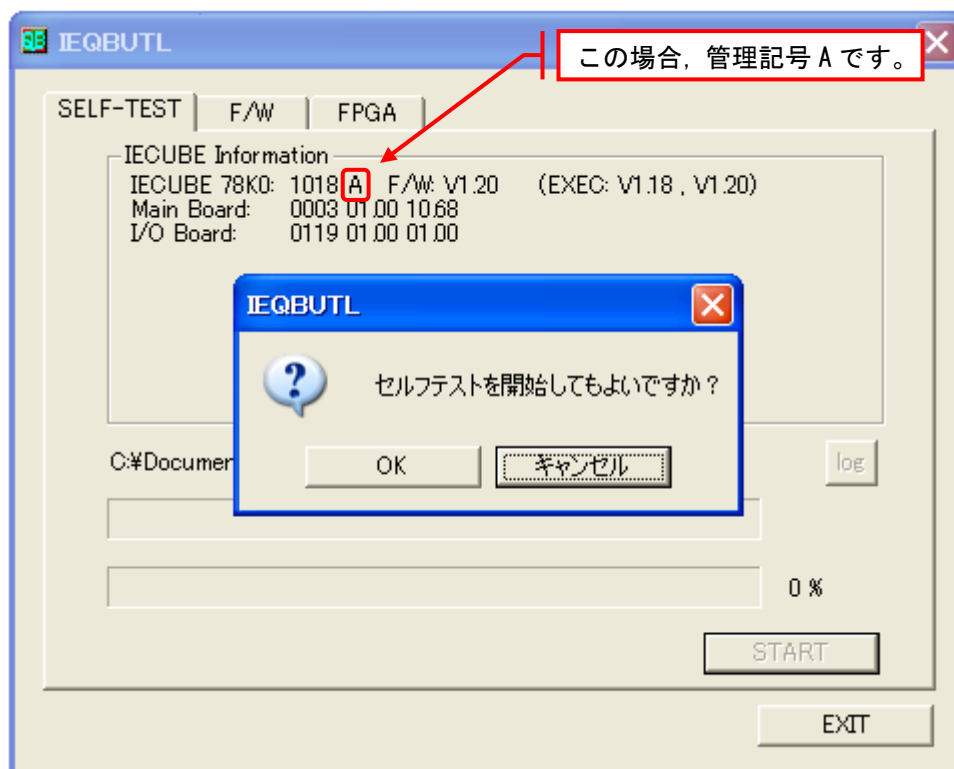 IEQBUTL
この場合，管理記号 A です。
SELF-TEST F/W FPGA
IECUBE Information
IECUBE 78K0: 1018 A F/W: V1.20 (EXEC: V1.18 , V1.20)
Main Board: 0003 01.00 10.68
I/O Board: 0119 01.00 01.00
IEQBUTL
セルフテストを開始してもよいですか？
OK キャンセル
C:¥Documen
log
0 %
START
EXIT